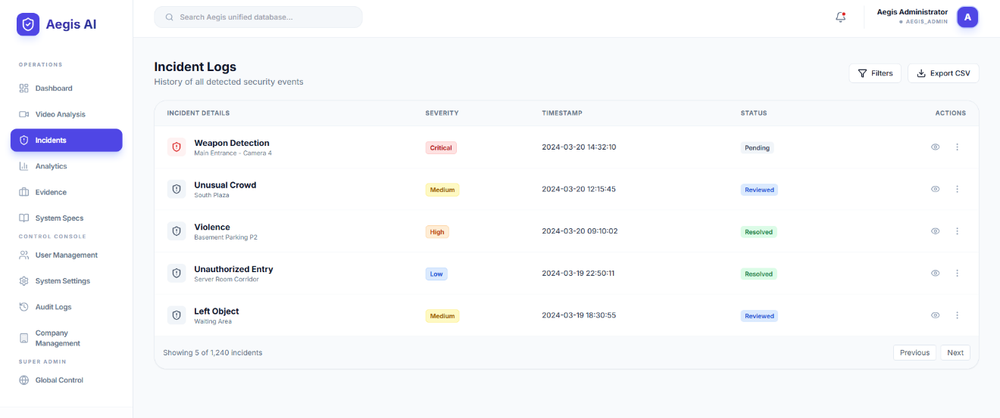 Aegis AI
Search Aegis unified database...
Aegis Administrator
AEGIS_ADMIN
A
OPERATIONS
Dashboard
Video Analysis
Incidents
Analytics
Evidence
System Specs
CONTROL CONSOLE
User Management
System Settings
Audit Logs
Company
Management
SUPER ADMIN
Global Control
Incident Logs
History of all detected security events
Filters
Export CSV
INCIDENT DETAILS SEVERITY TIMESTAMP STATUS ACTIONS
Weapon Detection Critical 2024-03-20 14:32:10 Pending
Main Entrance - Camera 4
Unusual Crowd Medium 2024-03-20 12:15:45 Reviewed
South Plaza
Violence High 2024-03-20 09:10:02 Resolved
Basement Parking P2
Unauthorized Entry Low 2024-03-19 22:50:11 Resolved
Server Room Corridor
Left Object Medium 2024-03-19 18:30:55 Reviewed
Waiting Area
Showing 5 of 1,240 incidents
Previous
Next